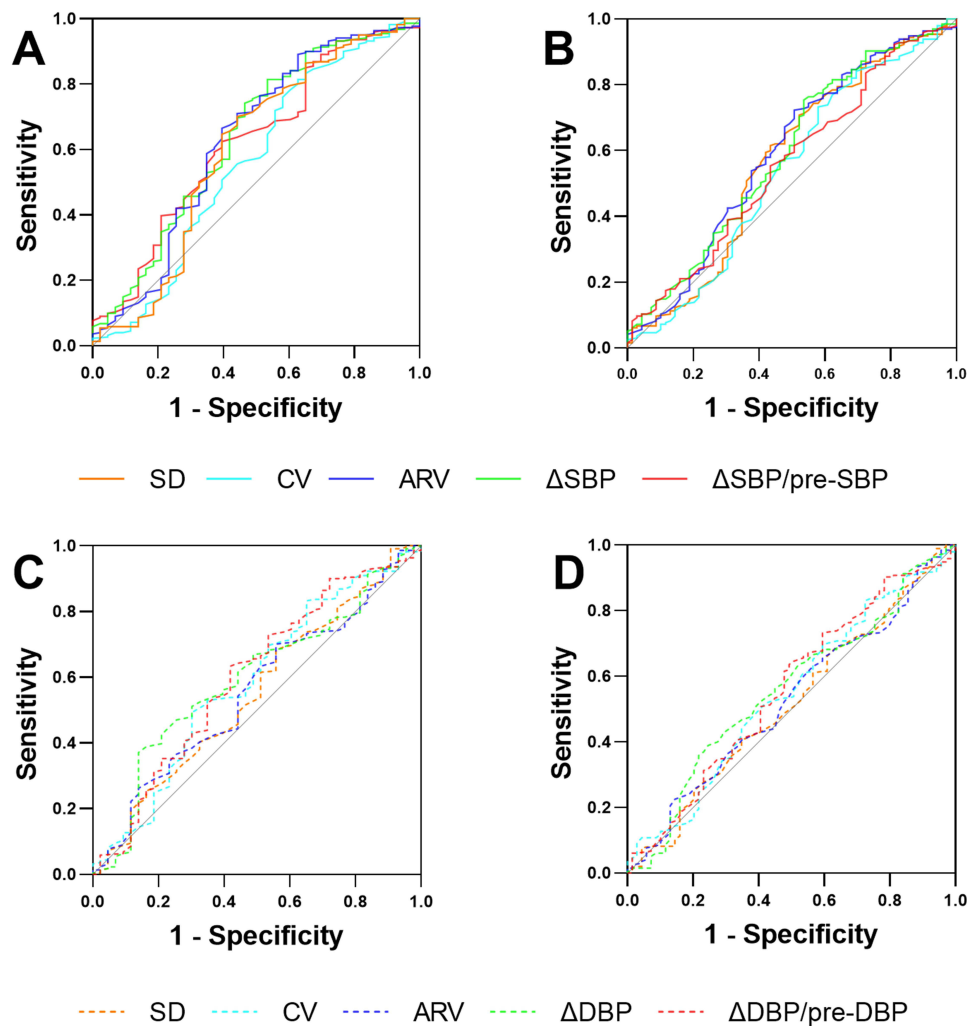 A
B
Sensitivity
1.0
0.8
0.6
0.4
0.2
0.0
0.0 0.2 0.4 0.6 0.8 1.0
1 - Specificity
Sensitivity
1.0
0.8
0.6
0.4
0.2
0.0
0.0 0.2 0.4 0.6 0.8 1.0
1 - Specificity
SD CV ARV ΔSBP ΔSBP/pre-SBP
C
D
Sensitivity
1.0
0.8
0.6
0.4
0.2
0.0
0.0 0.2 0.4 0.6 0.8 1.0
1 - Specificity
Sensitivity
1.0
0.8
0.6
0.4
0.2
0.0
0.0 0.2 0.4 0.6 0.8 1.0
1 - Specificity
SD CV ARV ΔDBP ΔDBP/pre-DBP